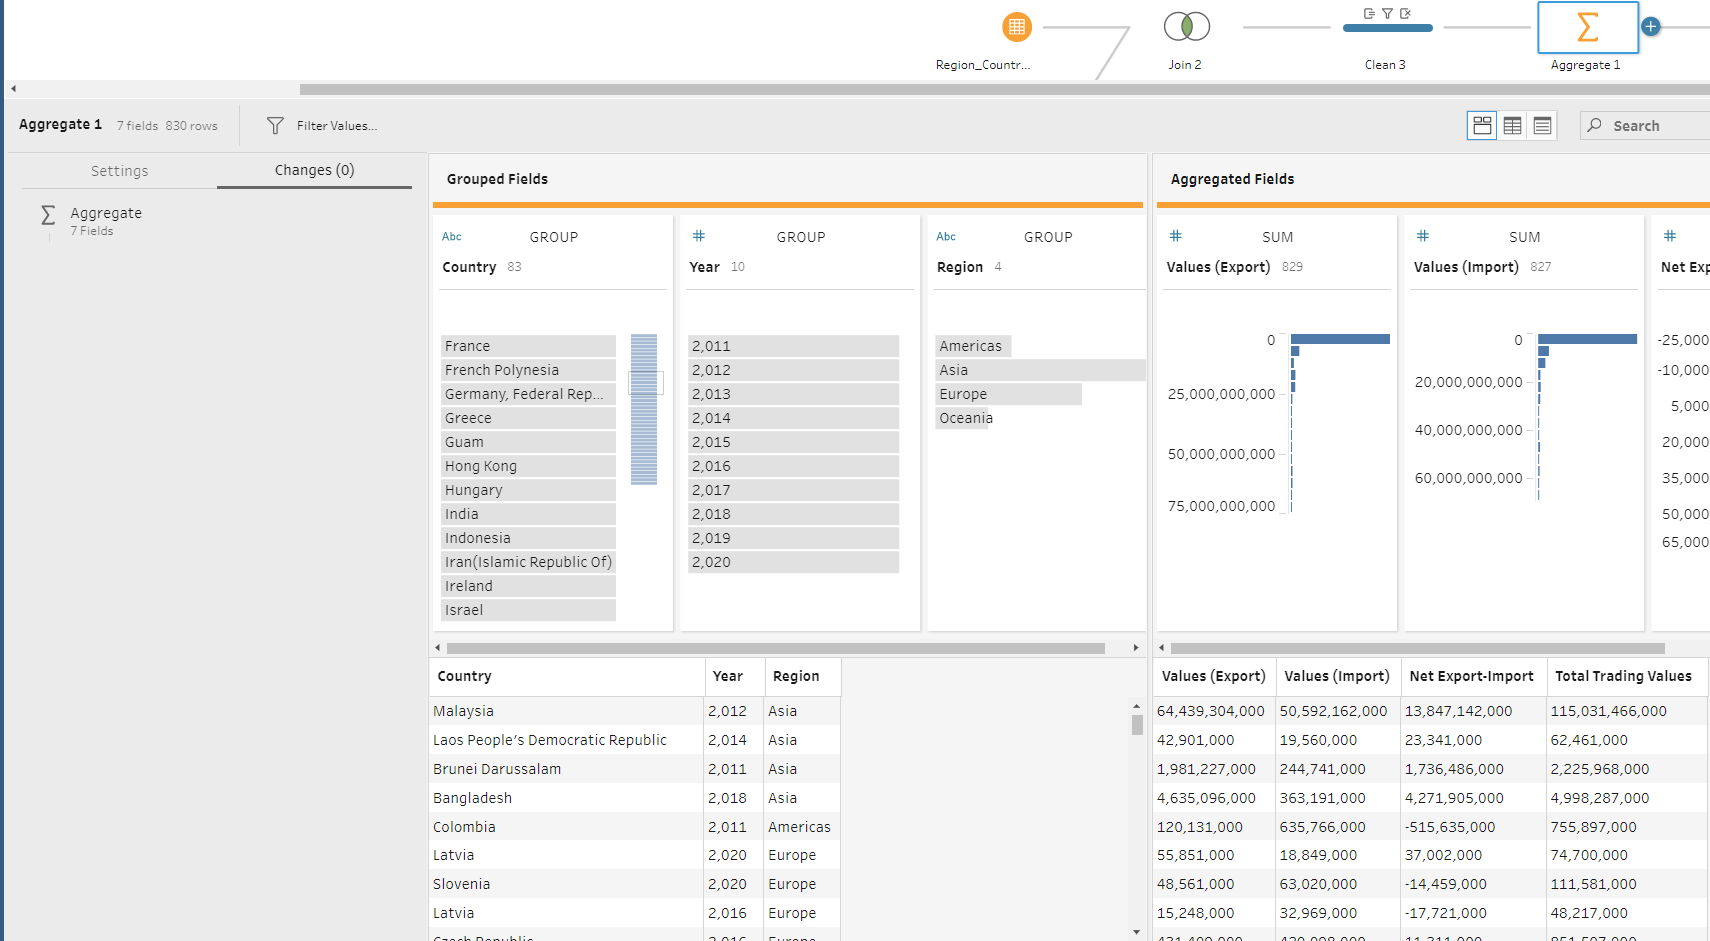 Region_Countr...
Join 2
Clean 3
Aggregate 1
Aggregate 1 7 fields 830 rows
Filter Values...
Search
Settings
Changes (0)
Aggregate
7 Fields
Grouped Fields
Aggregated Fields
Abc GROUP
Country 83
France
French Polynesia
Germany, Federal Rep...
Greece
Guam
Hong Kong
Hungary
India
Indonesia
Iran(Islamic Republic Of)
Ireland
Israel
# GROUP
Year 10
2,011
2,012
2,013
2,014
2,015
2,016
2,017
2,018
2,019
2,020
Abc GROUP
Region 4
Americas
Asia
Europe
Oceania
# SUM
Values (Export) 829
0
25,000,000,000
50,000,000,000
75,000,000,000
# SUM
Values (Import) 827
0
20,000,000,000
40,000,000,000
60,000,000,000
#
Net Exp
-25,000
-10,000
5,000
20,000
35,000
50,000
65,000
Country Year Region Values (Export) Values (Import) Net Export-Import Total Trading Values
Malaysia 2,012 Asia 64,439,304,000 50,592,162,000 13,847,142,000 115,031,466,000
Laos People's Democratic Republic 2,014 Asia 42,901,000 19,560,000 23,341,000 62,461,000
Brunei Darussalam 2,011 Asia 1,981,227,000 244,741,000 1,736,486,000 2,225,968,000
Bangladesh 2,018 Asia 4,635,096,000 363,191,000 4,271,905,000 4,998,287,000
Colombia 2,011 Americas 120,131,000 635,766,000 -515,635,000 755,897,000
Latvia 2,020 Europe 55,851,000 18,849,000 37,002,000 74,700,000
Slovenia 2,020 Europe 48,561,000 63,020,000 -14,459,000 111,581,000
Latvia 2,016 Europe 15,248,000 32,969,000 -17,721,000 48,217,000
Czech Republic 2,016 Europe